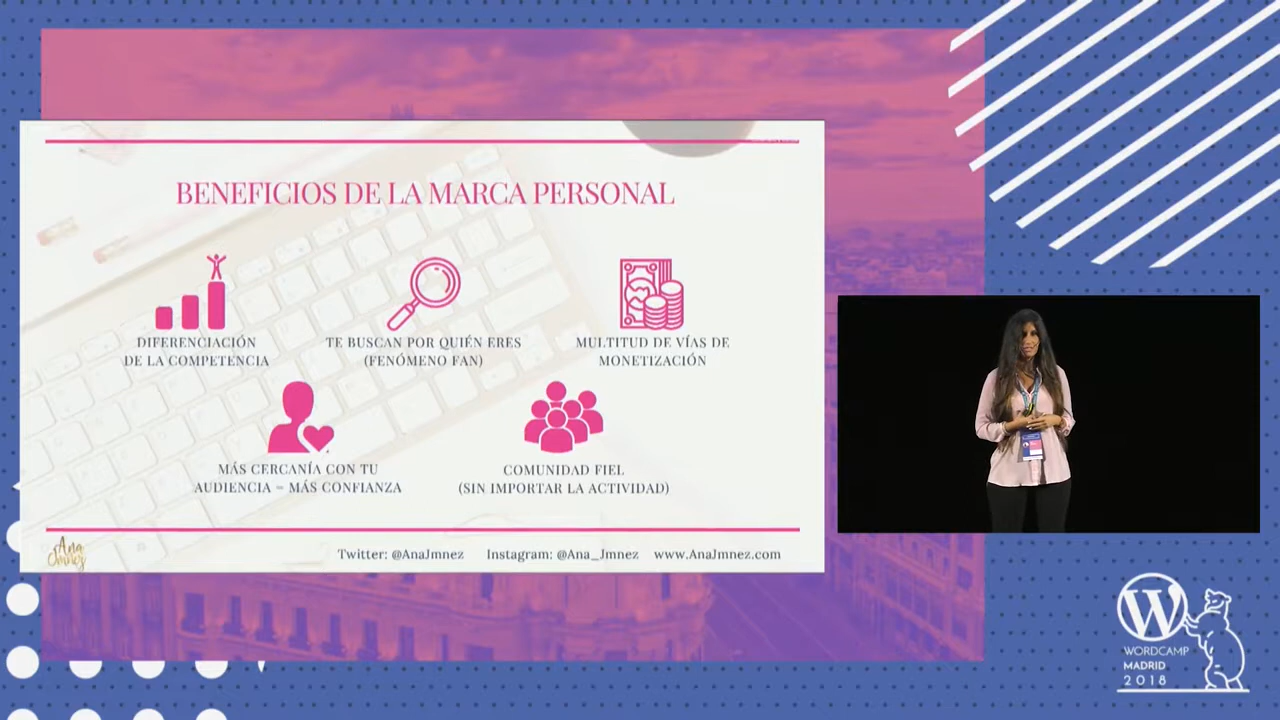 BENEFICIOS DE LA MARCA PERSONAL
DIFERENCIACIÓN
DE LA COMPETENCIA
TE BUSCAN POR QUIÉN ERES
(FENÓMENO FAN)
MULTITUD DE VÍAS DE
MONETIZACIÓN
MÁS CERCANÍA CON TU
AUDIENCIA = MÁS CONFIANZA
COMUNIDAD FIEL
(SIN IMPORTAR LA ACTIVIDAD)
Ana
Jmnez
Twitter: @AnaJmnez Instagram: @Ana_Jmnez www.AnaJmnez.com
W
WORDCAMP
MADRID
2018